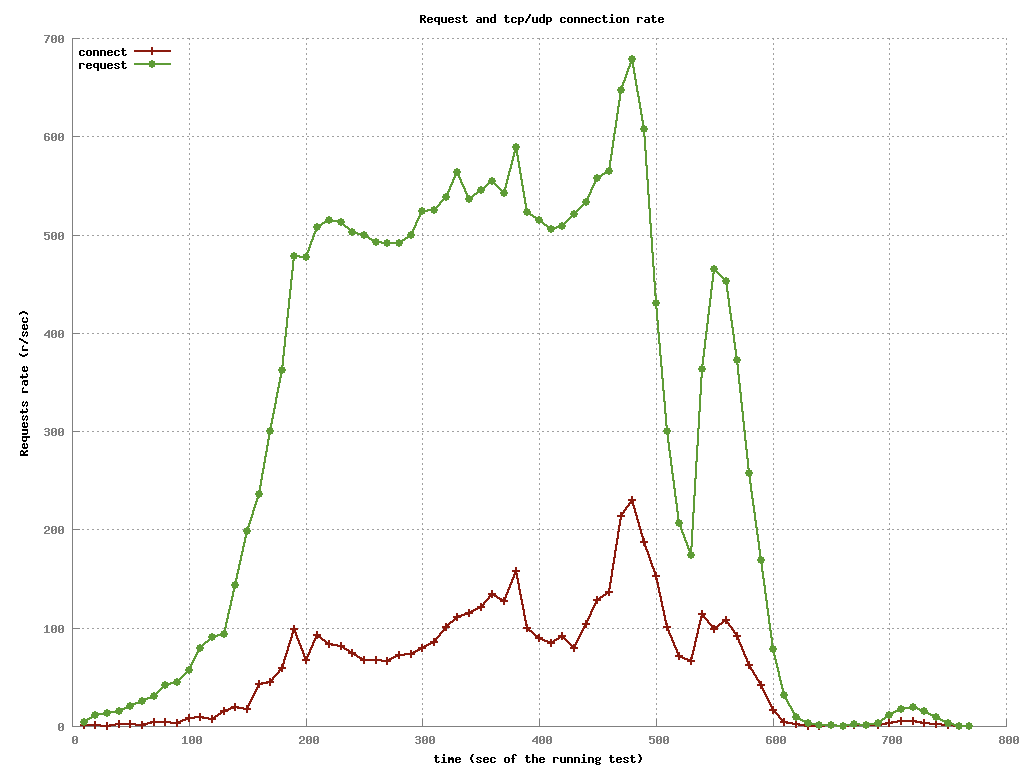 Request and tcp/udp connection rate
700
connect
request
600
500
400
Requests rate (r/sec)
300
200
100
0
0 100 200 300 400 500 600 700 800
time (sec of the running test)